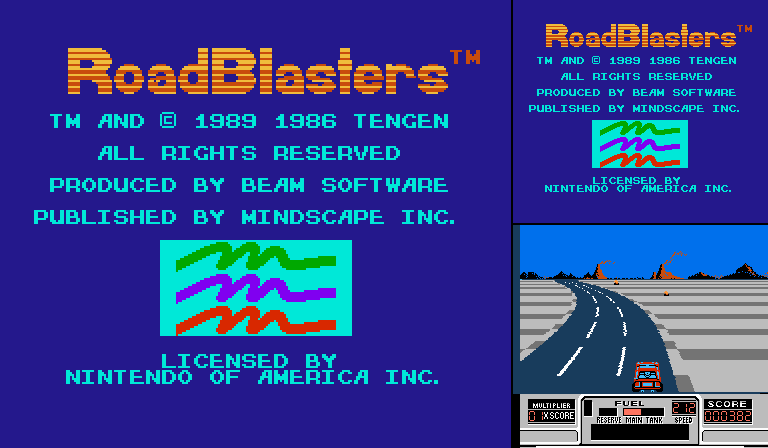 RoadBlasters™
TM AND © 1989 1986 TENGEN
ALL RIGHTS RESERVED
PRODUCED BY BEAM SOFTWARE
PUBLISHED BY MINDSCAPE INC.
LICENSED BY
NINTENDO OF AMERICA INC.
RoadBlasters™
TM AND © 1989 1986 TENGEN
ALL RIGHTS RESERVED
PRODUCED BY BEAM SOFTWARE
PUBLISHED BY MINDSCAPE INC.
LICENSED BY
NINTENDO OF AMERICA INC.
MULTIPLIER
01XSCORE
FUEL
RESERVE MAIN TANK
212
SPEED
SCORE
000382